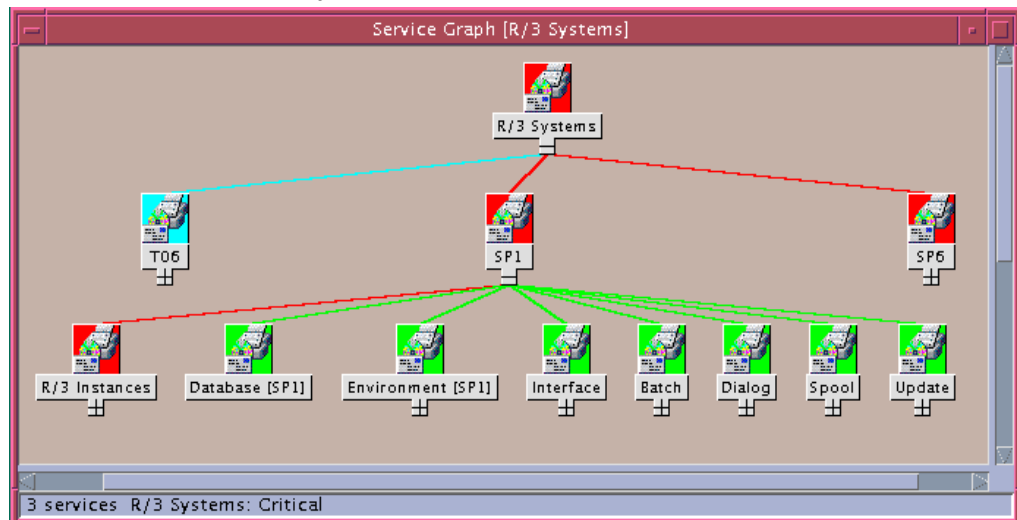 Service Graph [R/3 Systems]
R/3 Systems
T06
SP1
SP6
R/3 Instances
Database [SP1]
Environment [SP1]
Interface
Batch
Dialog
Spool
Update
3 services R/3 Systems: Critical